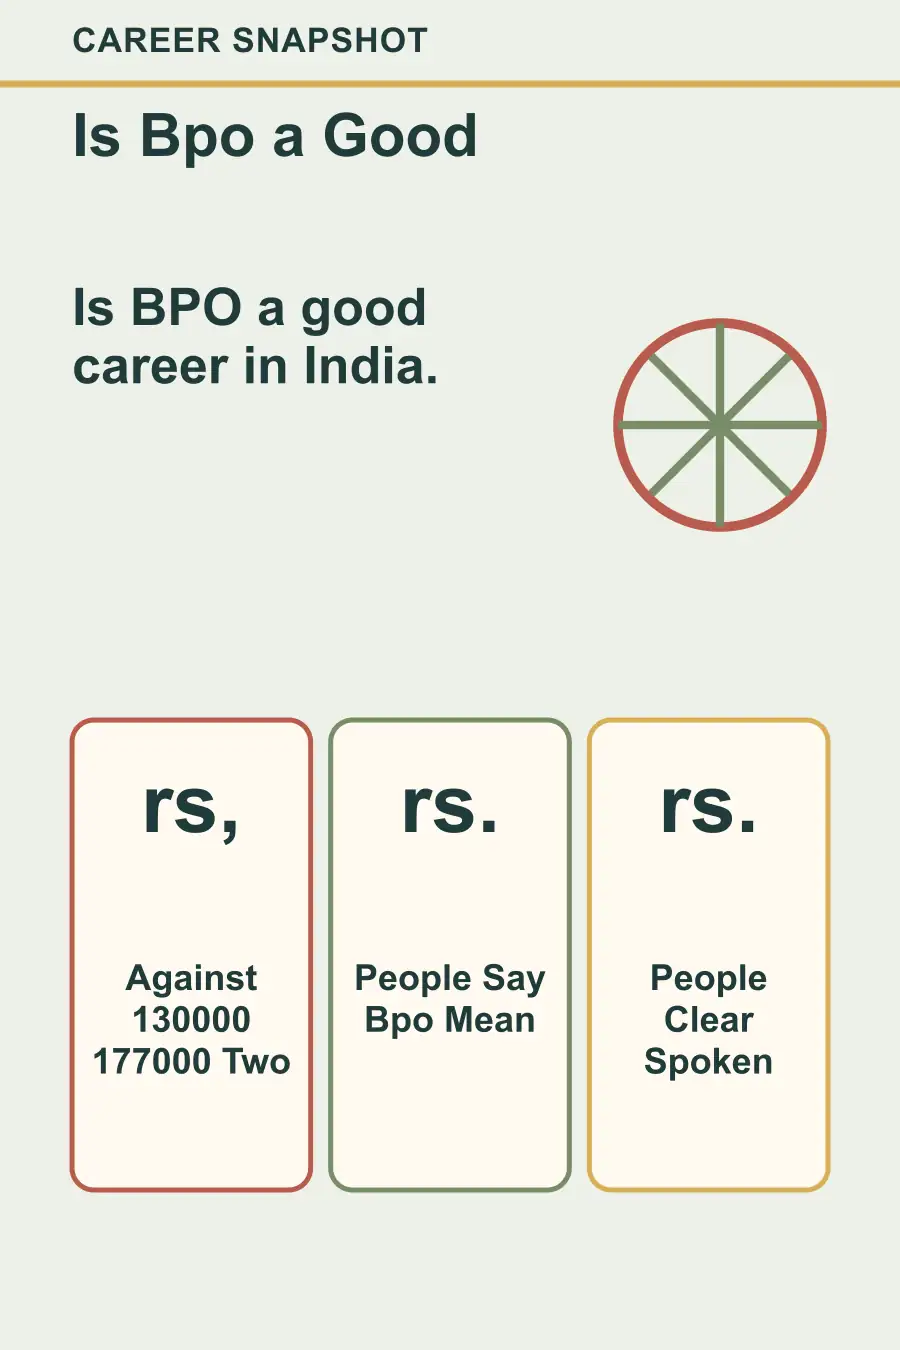 CAREER SNAPSHOT
Is Bpo a Good
Is BPO a good
career in India.
rs,
Against
130000
177000 Two
rs.
People Say
Bpo Mean
rs.
People
Clear
Spoken